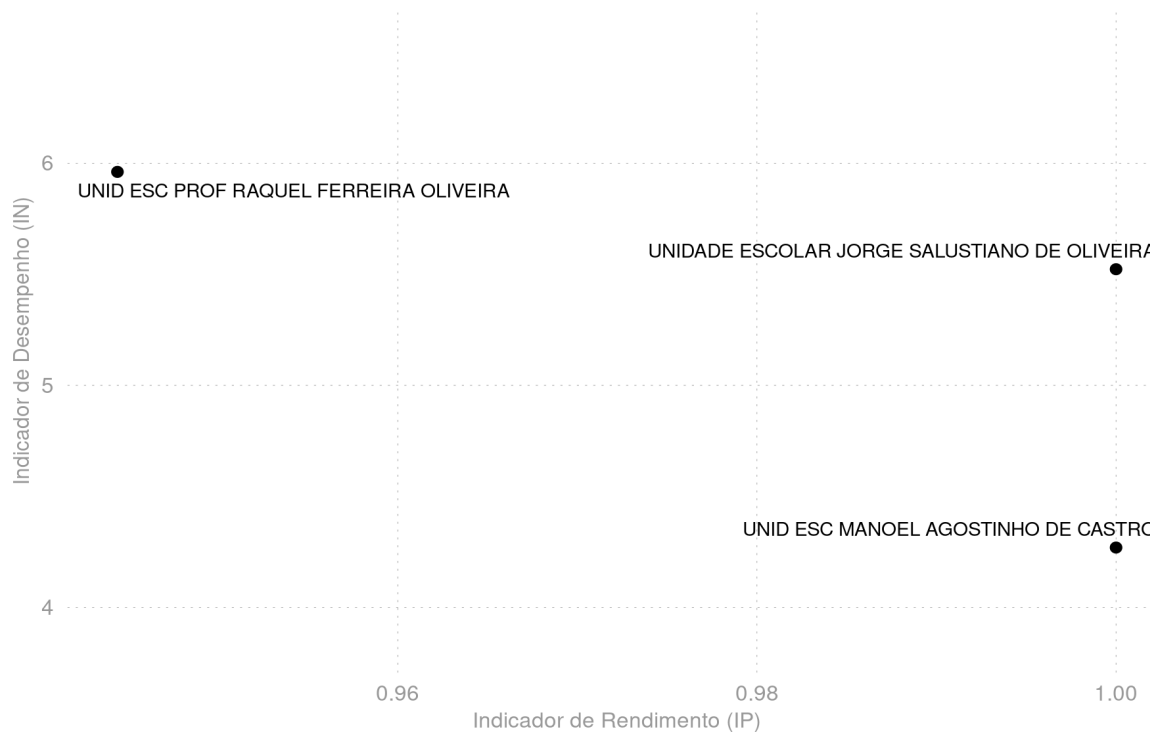 6
UNID ESC PROF RAQUEL FERREIRA OLIVEIRA
UNIDADE ESCOLAR JORGE SALUSTIANO DE OLIVEIRA
Indicador de Desempenho (IN)
5
UNID ESC MANOEL AGOSTINHO DE CASTRO
4
0.96 0.98 1.00
Indicador de Rendimento (IP)